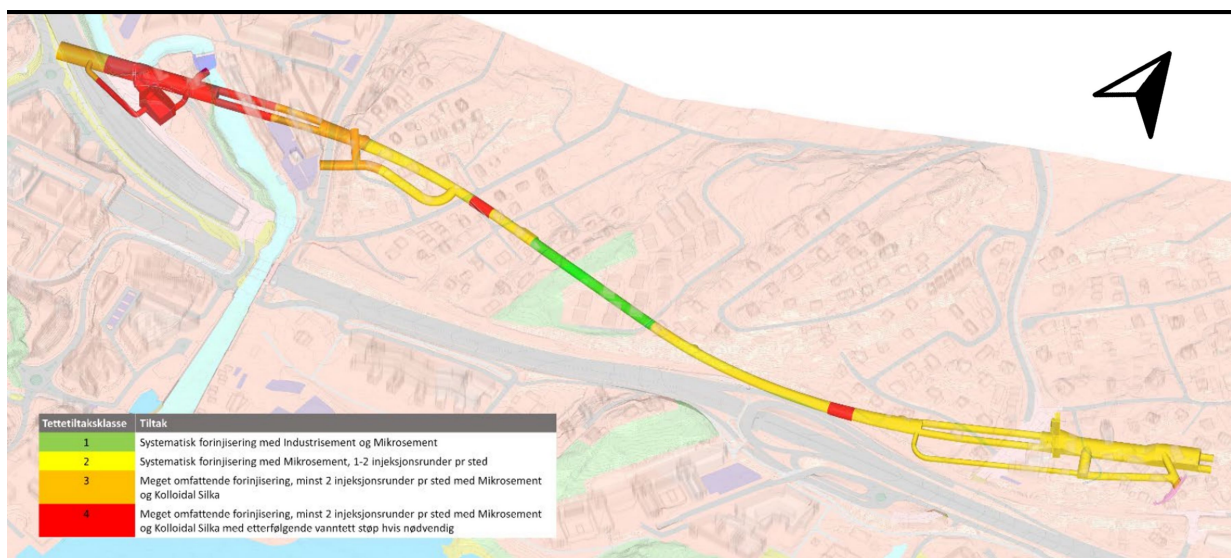 Tettetiltaksklasse Tiltak
1 Systematisk forinjisering med Industrisement og Mikrosement
2 Systematisk forinjisering med Mikrosement, 1-2 injeksjonsrunder pr sted
3 Meget omfattende forinjisering, minst 2 injeksjonsrunder pr sted med Mikrosement
og Kolloidal Silka
4 Meget omfattende forinjisering, minst 2 injeksjonsrunder pr sted med Mikrosement
og Kolloidal Silka med etterfølgende vanntett støp hvis nødvendig